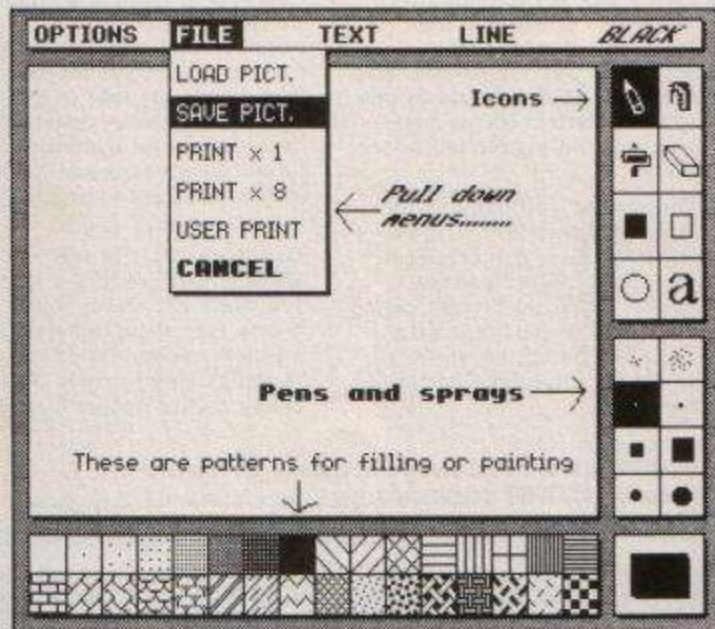 OPTIONS FILE TEXT LINE BLACK
LOAD PICT.
SAVE PICT.
PRINT × 1
PRINT × 8
USER PRINT
CANCEL
Icons
a
Pull down
menus........
Pens and sprays
These are patterns for filling or painting